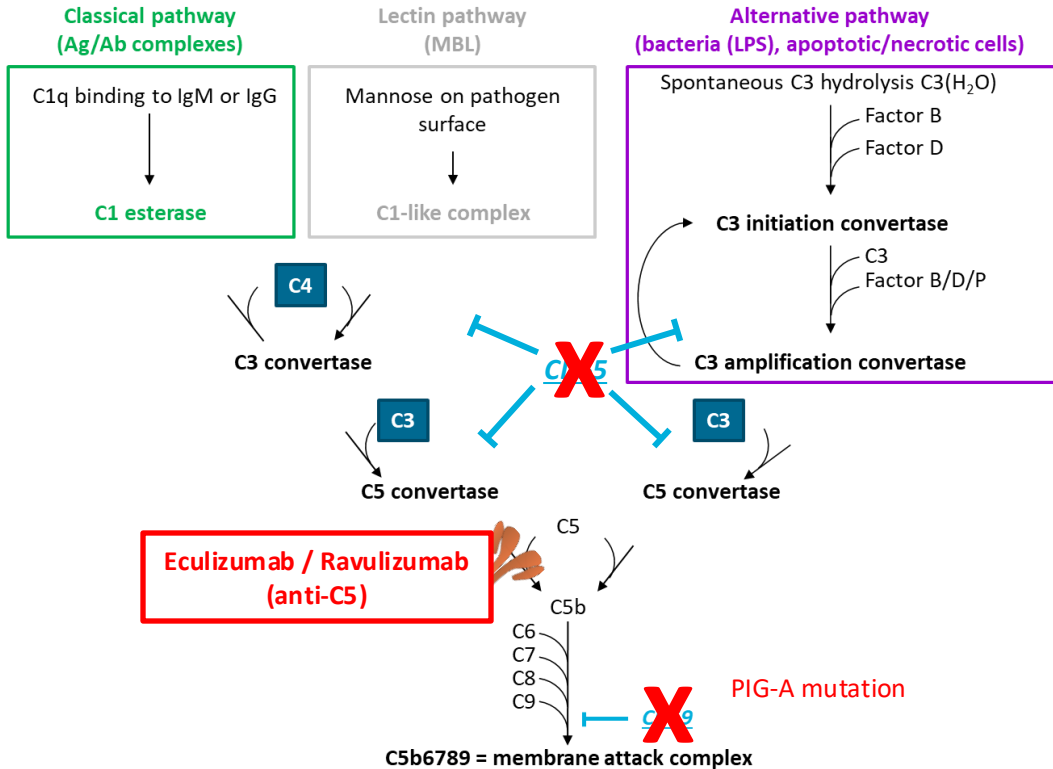 Classical pathway
(Ag/Ab complexes)
Lectin pathway
(MBL)
Alternative pathway
(bacteria (LPS), apoptotic/necrotic cells)
C1q binding to IgM or IgG
C1 esterase
Mannose on pathogen
surface
C1-like complex
Spontaneous C3 hydrolysis C3(H₂O)
Factor B
Factor D
C3 initiation convertase
C3
Factor B/D/P
C3 amplification convertase
C4
C3 convertase
C3
C3
C5 convertase
C5 convertase
Eculizumab / Ravulizumab
(anti-C5)
C5
C5b
C6
C7
C8
C9
PIG-A mutation
C5b6789 = membrane attack complex